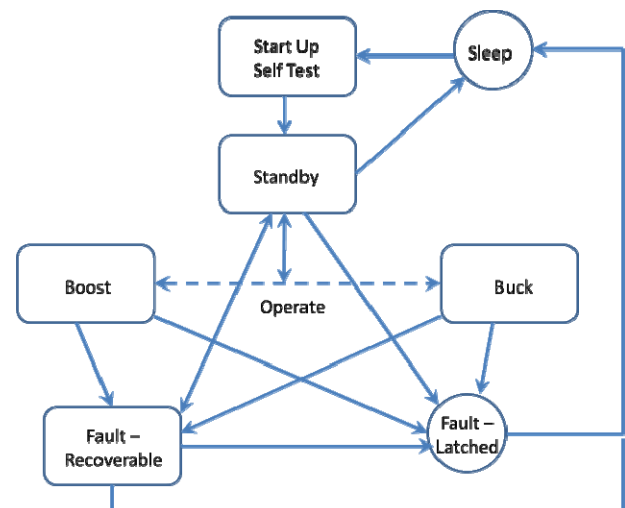 Start Up
Self Test
Sleep
Standby
Boost
Operate
Buck
Fault –
Recoverable
Fault –
Latched